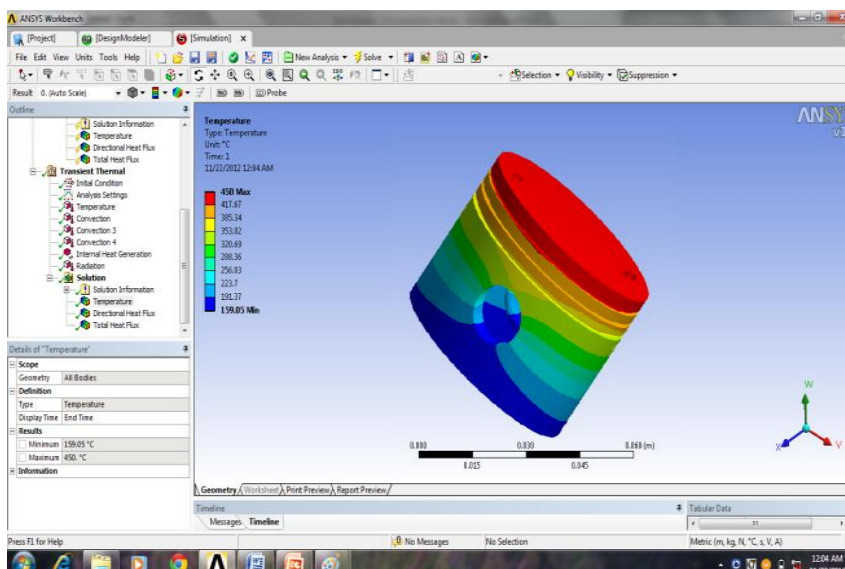 ANSYS Workbench
[Project] [DesignModeler] [Simulation] X
File Edit View Units Tools Help New Analysis Solve
Selection Visibility Suppression
Result 0. (Auto Scale) Probe
Outline
Solution Information
Temperature
Directional Heat Flux
Total Heat Flux
Transient Thermal
Initial Condition
Analysis Settings
Temperature
Convection
Convection 3
Convection 4
Internal Heat Generation
Radiation
Solution
Solution Information
Temperature
Directional Heat Flux
Total Heat Flux
Details of "Temperature"
Scope
Geometry All Bodies
Definition
Type Temperature
Display Time End Time
Results
Minimum 159.05 °C
Maximum 450. °C
Information
Temperature
Type: Temperature
Unit: °C
Time: 1
11/22/2012 12:04 AM
450 Max
417.67
385.34
353.02
320.69
288.36
256.03
223.7
191.37
159.05 Min
ANSYS
0.000 0.030 0.060 (m)
0.015 0.045
W
X V
Geometry Worksheet Print Preview Report Preview
Timeline
Messages Timeline
Tabular Data
Press F1 for Help
No Messages No Selection Metric (m, kg, N, °C, s, V, A)
12:04 AM